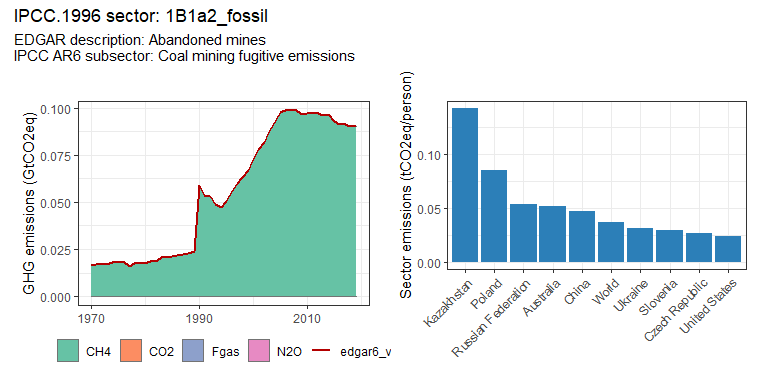 IPCC.1996 sector: 1B1a2_fossil
EDGAR description: Abandoned mines
IPCC AR6 subsector: Coal mining fugitive emissions
GHG emissions (GtCO2eq)
0.100
0.075
0.050
0.025
0.000
1970
1990
2010
CH4
CO2
Fgas
N2O
edgar6_v
Sector emissions (tCO2eq/person)
0.10
0.05
0.00
Kazakhstan
Poland
Russian Federation
Australia
China
World
Ukraine
Slovenia
Czech Republic
United States